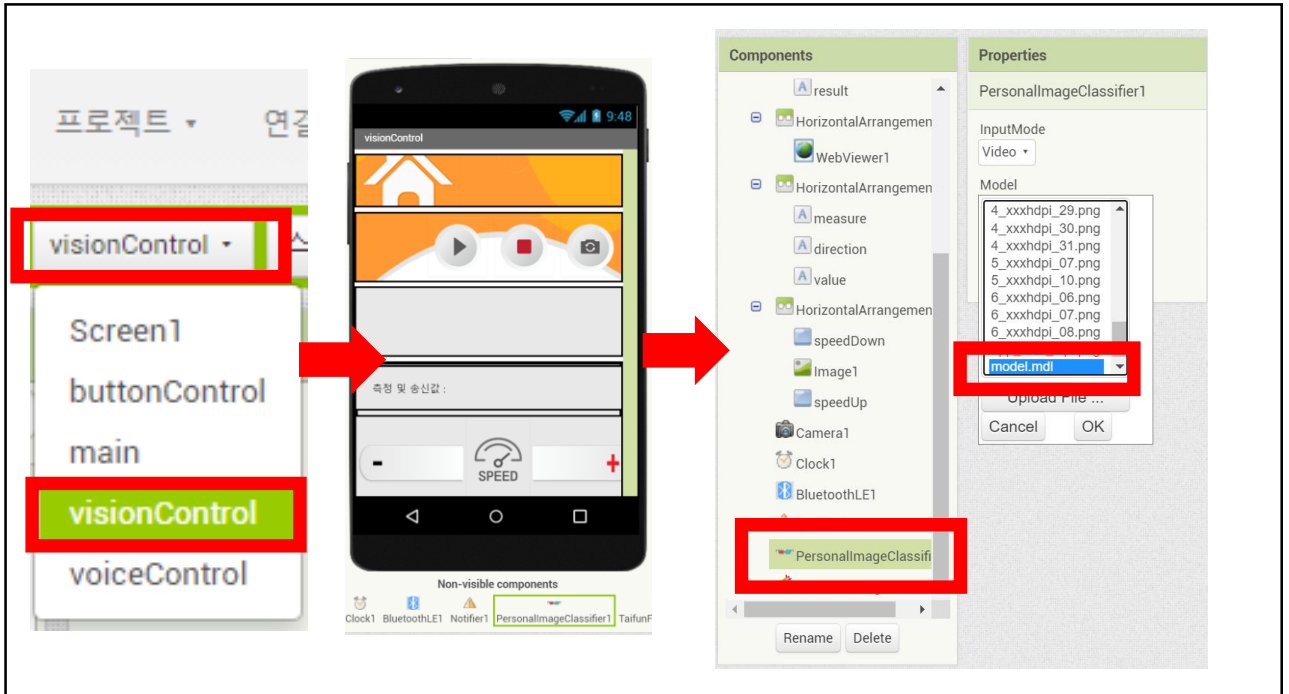 프로젝트 ▾
연결
visionControl ▾
스
Screen1
buttonControl
main
visionControl
voiceControl
9:48
visionControl
측정 및 송신값 :
-
SPEED
+
Non-visible components
Clock1 BluetoothLE1 Notifier1 PersonalImageClassifier1 TaifunF
Components
result
HorizontalArrangemen
WebViewer1
HorizontalArrangemen
measure
direction
value
HorizontalArrangemen
speedDown
Image1
speedUp
Camera1
Clock1
BluetoothLE1
PersonalImageClassifi
Rename Delete
Properties
PersonalImageClassifier1
InputMode
Video ▾
Model
4_xxxhdpi_29.png
4_xxxhdpi_30.png
4_xxxhdpi_31.png
5_xxxhdpi_07.png
5_xxxhdpi_10.png
6_xxxhdpi_06.png
6_xxxhdpi_07.png
6_xxxhdpi_08.png
model.mdl
Upload File ...
Cancel OK